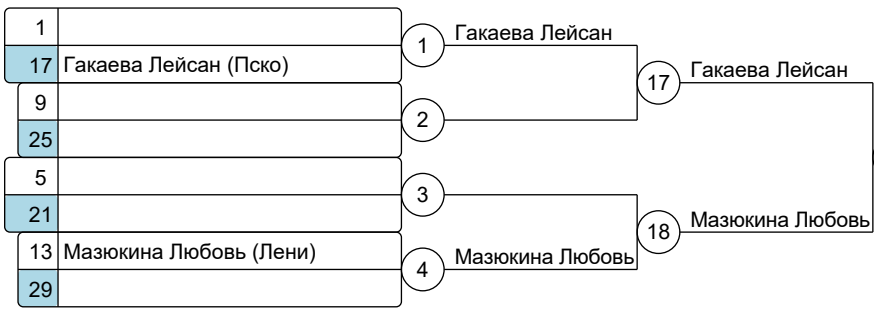 1
17 Гакаева Лейсан (Пско)
9
25
5
21
13 Мазюкина Любовь (Лени)
29
1 Гакаева Лейсан
2
3
4 Мазюкина Любовь
17 Гакаева Лейсан
18 Мазюкина Любовь